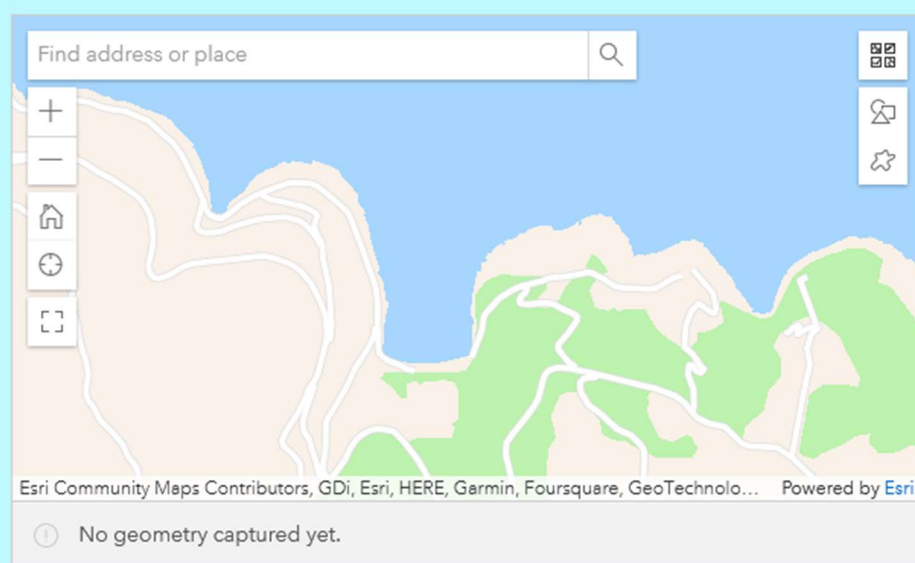 Find address or place
Esri Community Maps Contributors, GDi, Esri, HERE, Garmin, Foursquare, GeoTechnolo... Powered by Esri
No geometry captured yet.